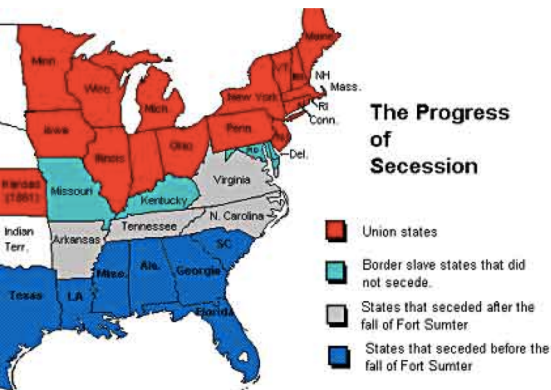 Maine
Minn.
VT
NH
Mass.
Wisc.
Mich.
New York
RI
Conn.
Iowa
Penn.
Ohio
Illinois
Del.
MD
Kansas
(1861)
Missouri
Kentucky
Virginia
Indian
Terr.
Arkansas
Tennessee
N. Carolina
SC
Miss.
Ala.
Georgia
Texas
LA
Florida
The Progress
of
Secession
Union states
Border slave states that did
not secede.
States that seceded after the
fall of Fort Sumter
States that seceded before the
fall of Fort Sumter